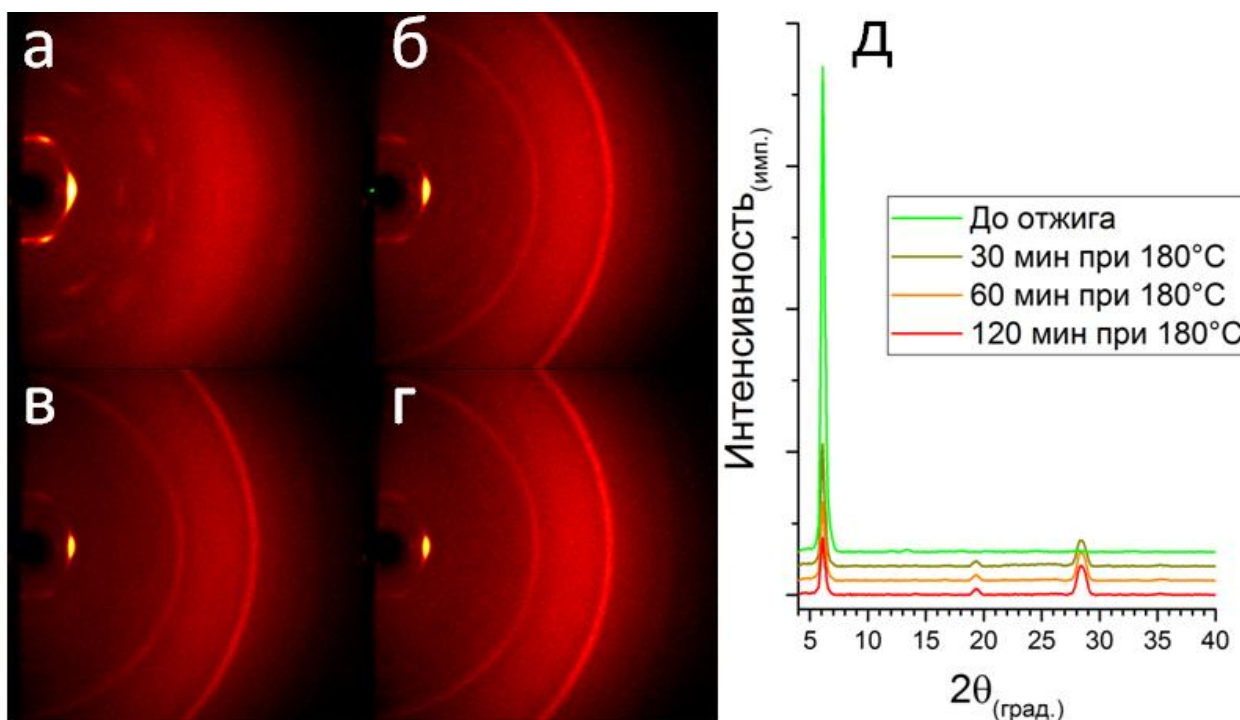 а
б
в
г
Д
Интенсивность(имп.)
До отжига
30 мин при 180°C
60 мин при 180°C
120 мин при 180°C
5 10 15 20 25 30 35 40
2θ(град.)